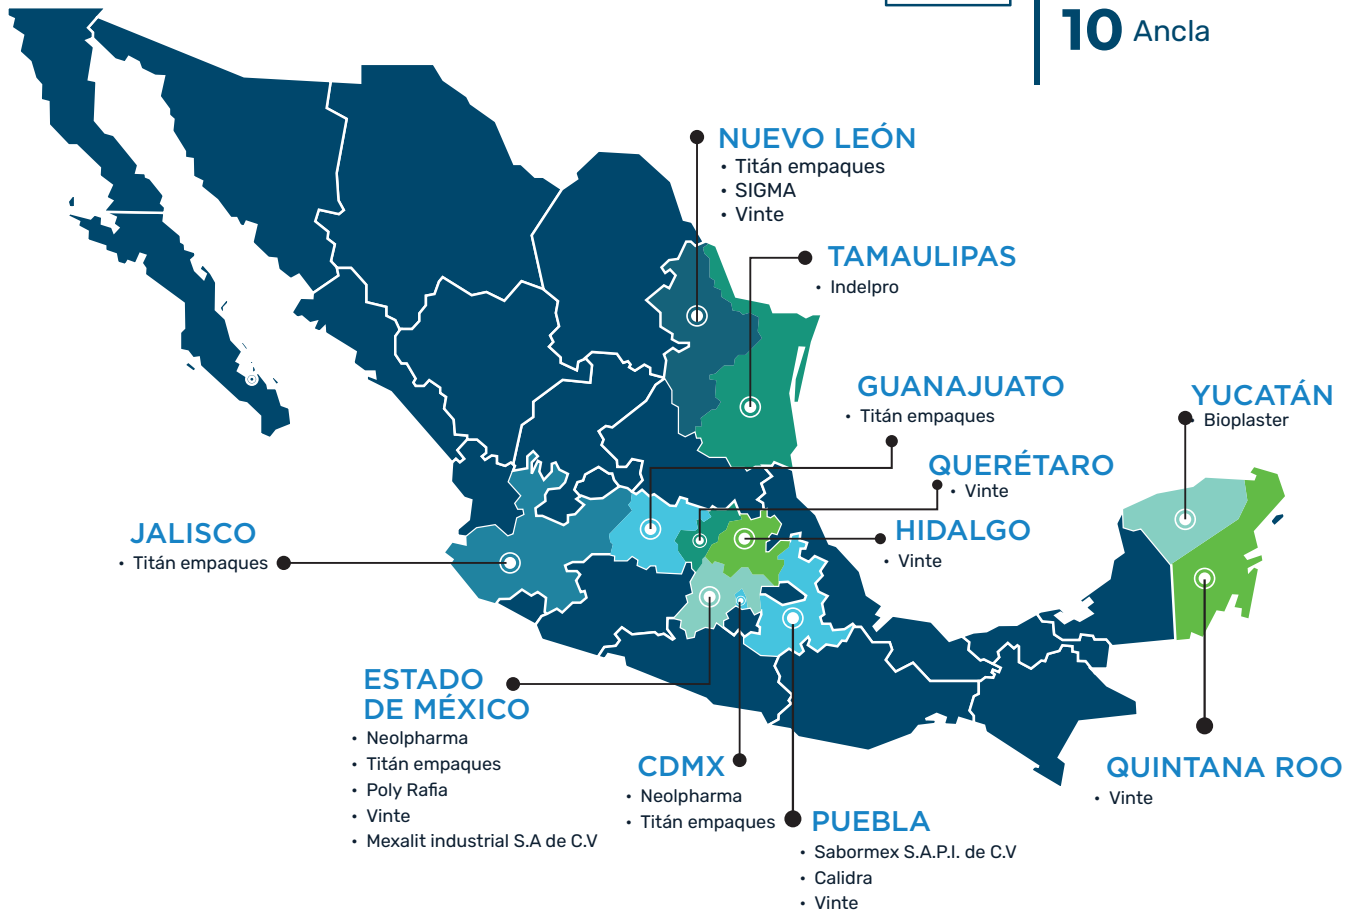 10 Ancla
NUEVO LEÓN
• Titán empaques
• SIGMA
• Vinte
TAMAULIPAS
• Indelpro
GUANAJUATO
• Titán empaques
YUCATÁN
• Bioplaster
QUERÉTARO
• Vinte
HIDALGO
• Vinte
JALISCO
• Titán empaques
ESTADO
DE MÉXICO
• Neolpharma
• Titán empaques
• Poly Rafia
• Vinte
• Mexalit industrial S.A de C.V
CDMX
• Neolpharma
• Titán empaques
PUEBLA
• Sabormex S.A.P.I. de C.V
• Calidra
• Vinte
QUINTANA ROO
• Vinte